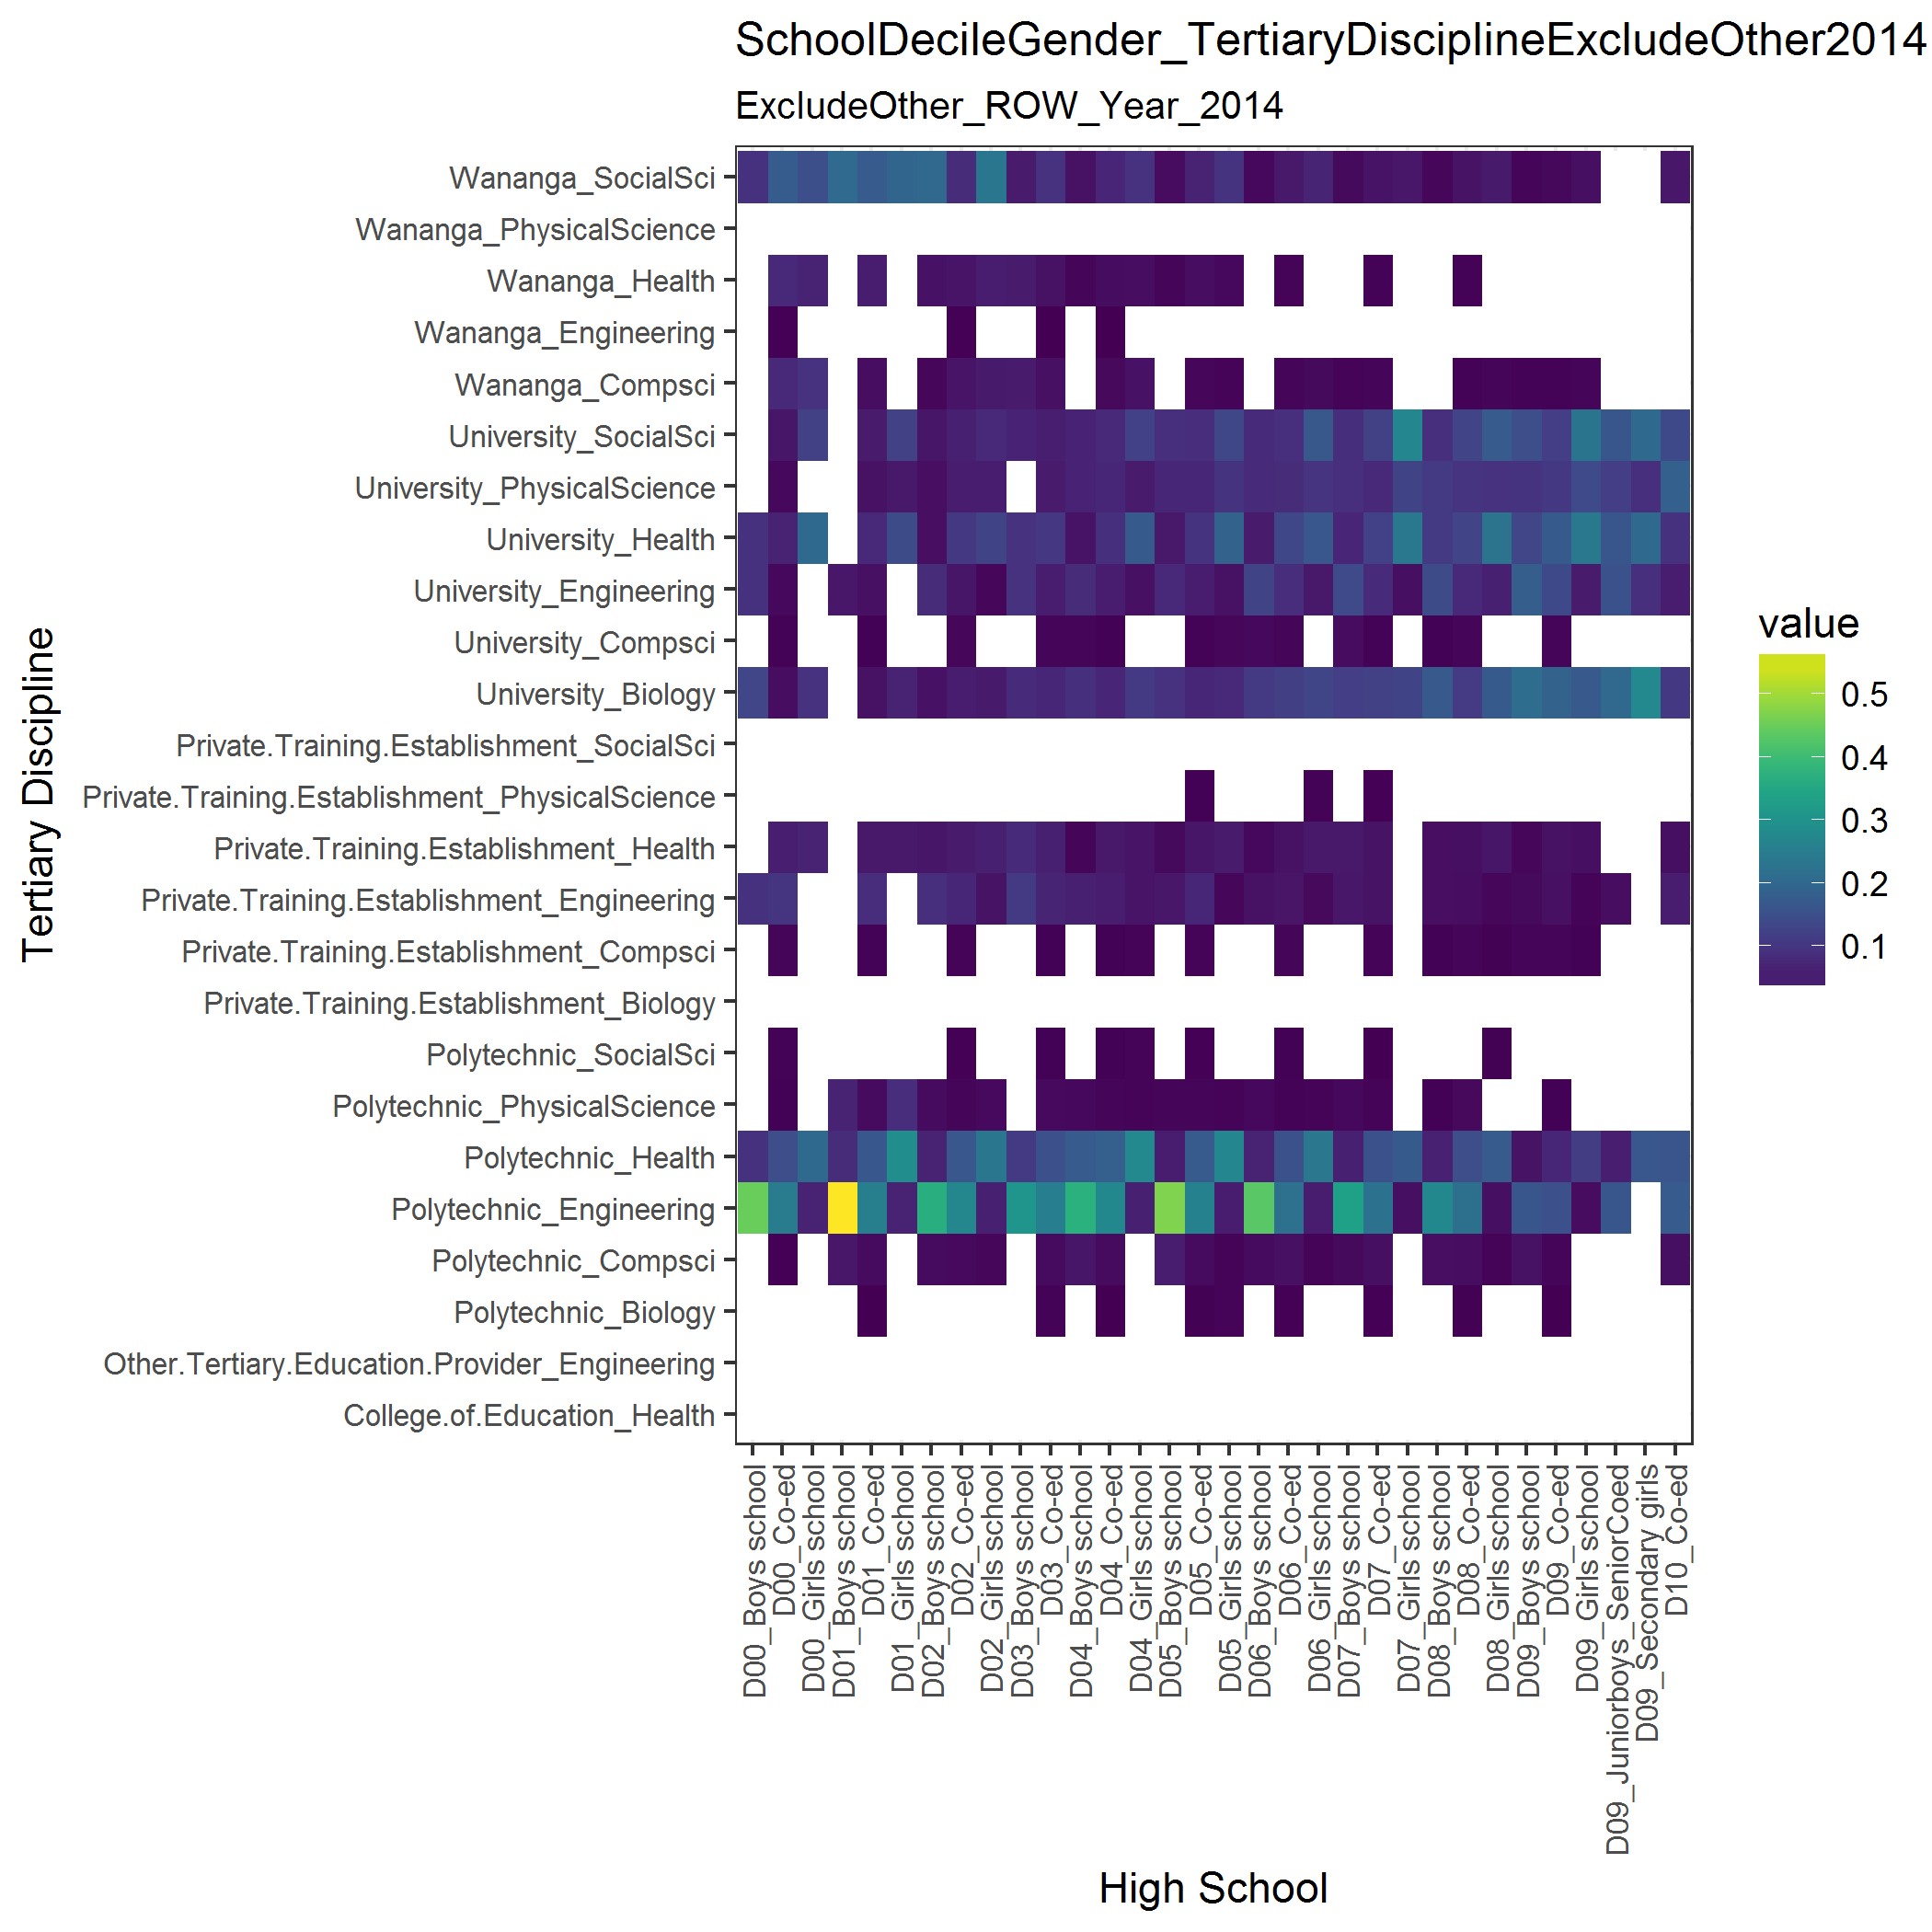 SchoolDecileGender_TertiaryDisciplineExcludeOther2014
ExcludeOther_ROW_Year_2014
Tertiary Discipline
Wananga_SocialSci
Wananga_PhysicalScience
Wananga_Health
Wananga_Engineering
Wananga_Compsci
University_SocialSci
University_PhysicalScience
University_Health
University_Engineering
University_Compsci
University_Biology
Private.Training.Establishment_SocialSci
Private.Training.Establishment_PhysicalScience
Private.Training.Establishment_Health
Private.Training.Establishment_Engineering
Private.Training.Establishment_Compsci
Private.Training.Establishment_Biology
Polytechnic_SocialSci
Polytechnic_PhysicalScience
Polytechnic_Health
Polytechnic_Engineering
Polytechnic_Compsci
Polytechnic_Biology
Other.Tertiary.Education.Provider_Engineering
College.of.Education_Health
D00_Boys school
D00_Co-ed
D00_Girls school
D01_Boys school
D01_Co-ed
D01_Girls school
D02_Boys school
D02_Co-ed
D02_Girls school
D03_Boys school
D03_Co-ed
D04_Boys school
D04_Co-ed
D04_Girls school
D05_Boys school
D05_Co-ed
D05_Girls school
D06_Boys school
D06_Co-ed
D06_Girls school
D07_Boys school
D07_Co-ed
D07_Girls school
D08_Boys school
D08_Co-ed
D08_Girls school
D09_Boys school
D09_Co-ed
D09_Girls school
D09_Juniorboys_SeniorCoed
D09_Secondary girls
D10_Co-ed
High School
value
0.5
0.4
0.3
0.2
0.1